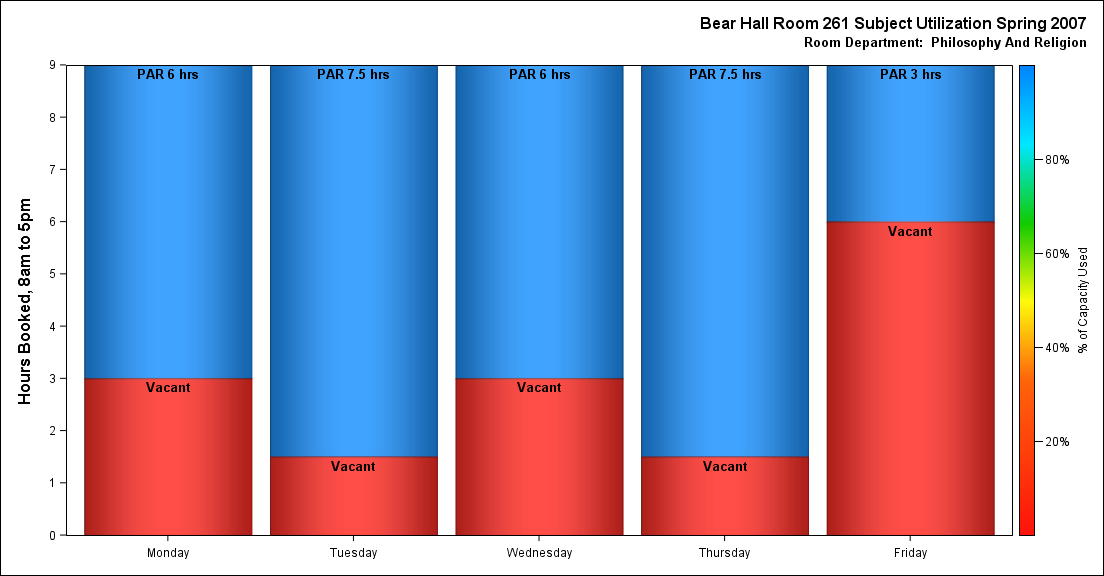 Bear Hall Room 261 Subject Utilization Spring 2007
Room Department:  Philosophy And Religion
Hours Booked, 8am to 5pm
9
8
7
6
5
4
3
2
1
0
PAR 6 hrs
PAR 7.5 hrs
PAR 6 hrs
PAR 7.5 hrs
PAR 3 hrs
Vacant
Vacant
Vacant
Vacant
Vacant
Monday
Tuesday
Wednesday
Thursday
Friday
80%
60%
40%
20%
% of Capacity Used